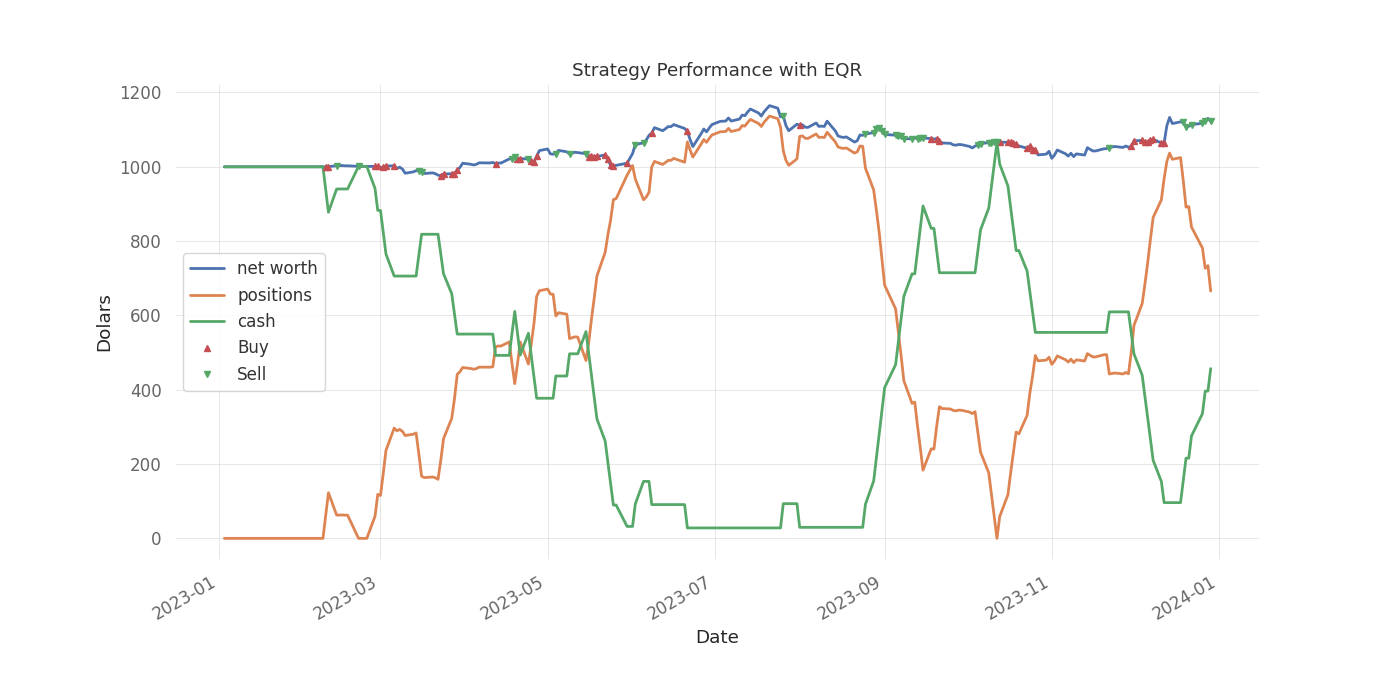 Strategy Performance with EQR
1200
1000
800
600
400
200
0
Dolars
net worth
positions
cash
Buy
Sell
2023-01
2023-03
2023-05
2023-07
2023-09
2023-11
2024-01
Date